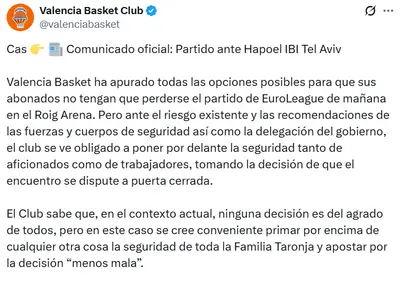 Valencia Basket Club
@valenciabasket
Cas 👉 📰 Comunicado oficial: Partido ante Hapoel IBI Tel Aviv
Valencia Basket ha apurado todas las opciones posibles para que sus
abonados no tengan que perderse el partido de EuroLeague de mañana
en el Roig Arena. Pero ante el riesgo existente y las recomendaciones de
las fuerzas y cuerpos de seguridad así como la delegación del gobierno,
el club se ve obligado a poner por delante la seguridad tanto de
aficionados como de trabajadores, tomando la decisión de que el
encuentro se dispute a puerta cerrada.
El Club sabe que, en el contexto actual, ninguna decisión es del agrado
de todos, pero en este caso se cree conveniente primar por encima de
cualquier otra cosa la seguridad de toda la Familia Taronja y apostar por
la decisión “menos mala”.